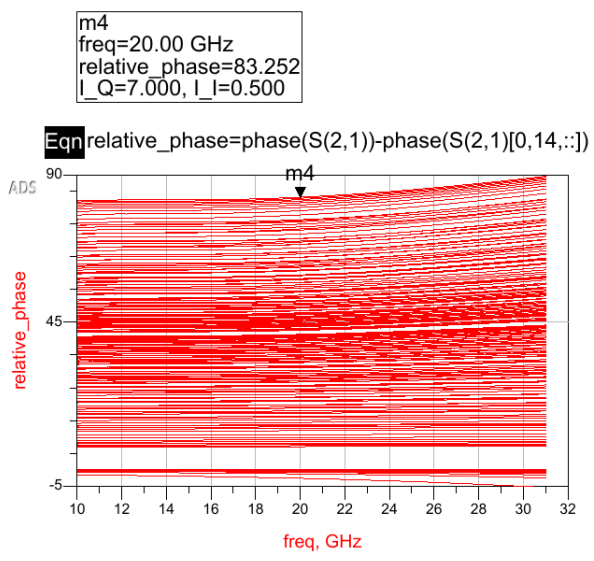 m4
freq=20.00 GHz
relative_phase=83.252
I_Q=7.000, I_I=0.500
Eqn relative_phase=phase(S(2,1))-phase(S(2,1)[0,14,::])
m4
ADS
90
45
-5
relative_phase
10 12 14 16 18 20 22 24 26 28 30 32
freq, GHz